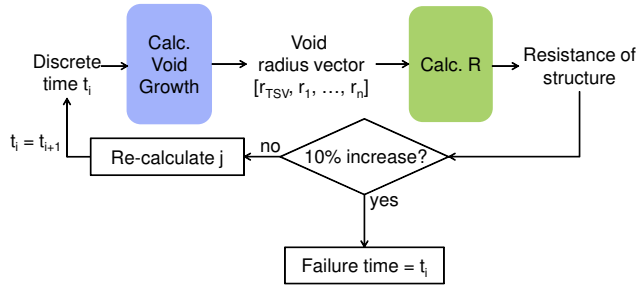 Discrete
time t_i
Calc.
Void
Growth
Void
radius vector
[r_TSV, r_1, …, r_n]
Calc. R
Resistance of
structure
t_i = t_i+1
Re-calculate j
no
10% increase?
yes
Failure time = t_i